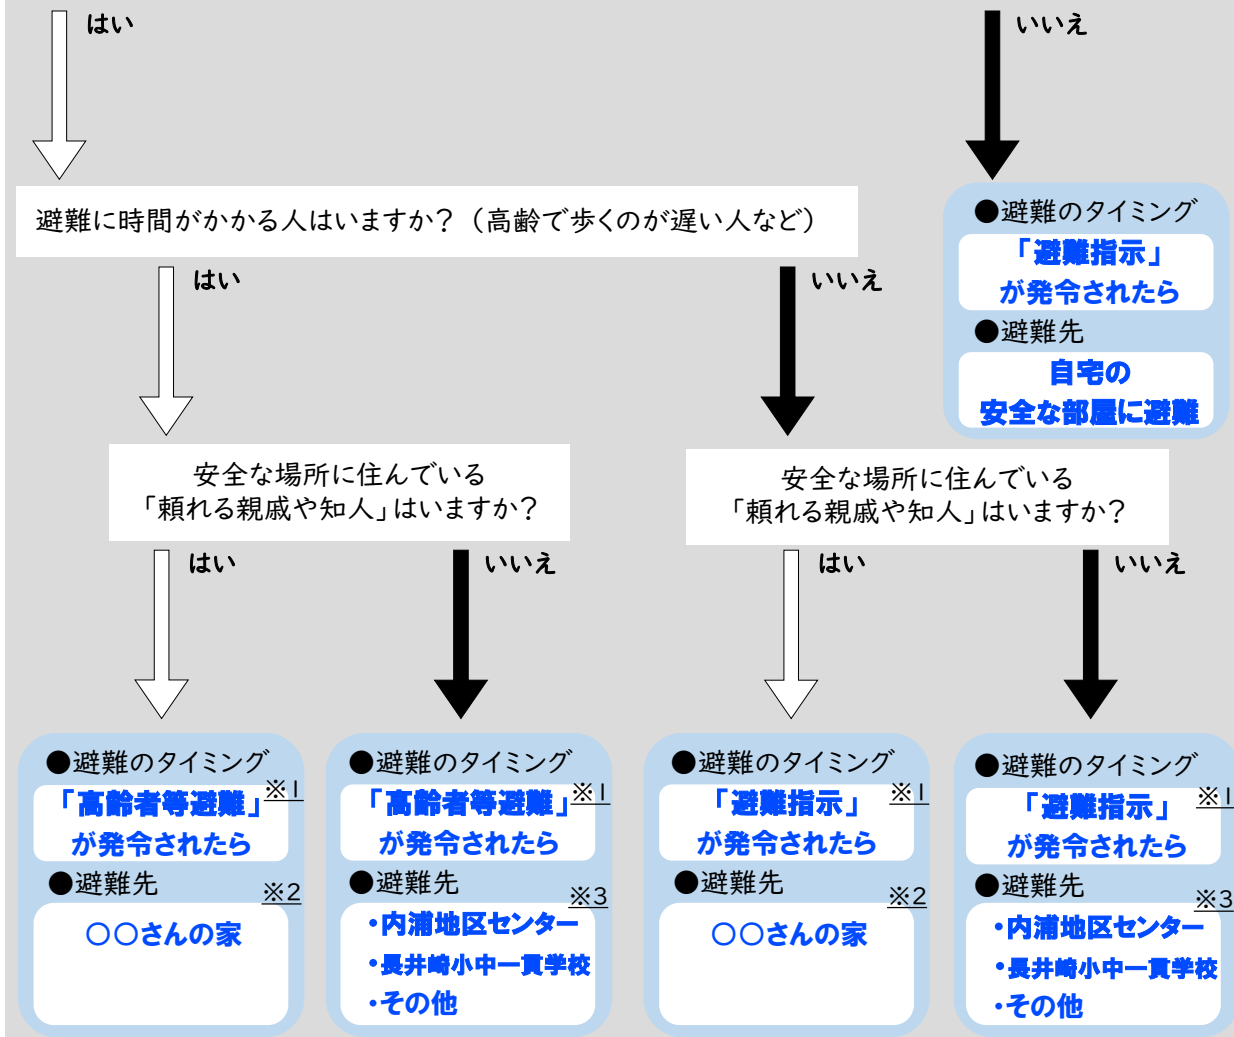 はい
いいえ
避難に時間がかかる人はいますか？（高齢で歩くのが遅い人など）
●避難のタイミング
「避難指示」
が発令されたら
●避難先
自宅の
安全な部屋に避難
はい
いいえ
安全な場所に住んでいる
「頼れる親戚や知人」はいますか？
安全な場所に住んでいる
「頼れる親戚や知人」はいますか？
はい
いいえ
はい
いいえ
●避難のタイミング
※1
「高齢者等避難」
が発令されたら
●避難先
※2
〇〇さんの家
●避難のタイミング
※1
「高齢者等避難」
が発令されたら
●避難先
※3
・内浦地区センター
・長井崎小中一貫学校
・その他
●避難のタイミング
※1
「避難指示」
が発令されたら
●避難先
※2
〇〇さんの家
●避難のタイミング
※1
「避難指示」
が発令されたら
●避難先
※3
・内浦地区センター
・長井崎小中一貫学校
・その他